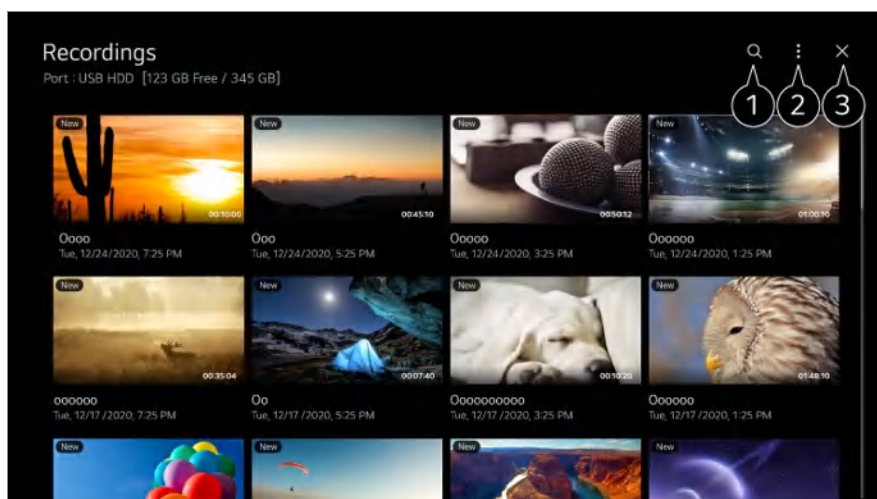 Recordings
Port : USB HDD [123 GB Free / 345 GB]
1 2 3
New New New New
00:10:00 00:45:10 00:50:12 01:00:10
Oooo Ooo Ooooo Oooooo
Tue, 12/24/2020, 7:25 PM Tue, 12/24/2020, 5:25 PM Tue, 12/24/2020, 3:25 PM Tue, 12/24/2020, 1:25 PM
New New New New
00:35:04 00:07:40 00:10:20 01:48:10
oooooo Oo Oooooooooo Oooooo
Tue, 12/17 /2020, 7:25 PM Tue, 12/17 /2020, 5:25 PM Tue, 12/17 /2020, 3:25 PM Tue, 12/17 /2020, 1:25 PM
New New New New